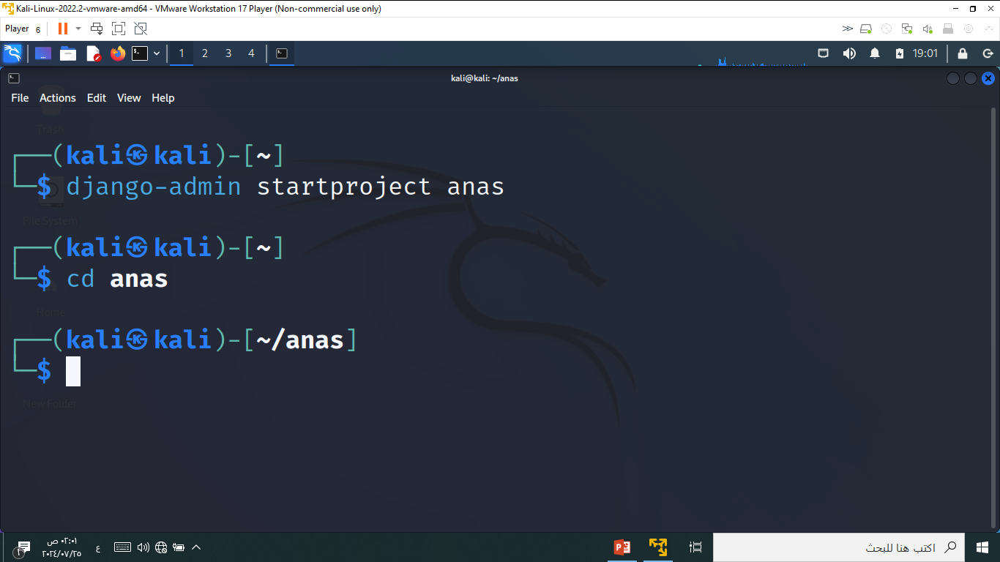 Kali-Linux-2022.2-vmware-amd64 - VMware Workstation 17 Player (Non-commercial use only)
Player 6
1 2 3 4
19:01
kali@kali: ~/anas
File Actions Edit View Help
Trash
┌──(kali㉿kali)-[~]
└─$ django-admin startproject anas
File System
┌──(kali㉿kali)-[~]
└─$ cd anas
Home
┌──(kali㉿kali)-[~/anas]
└─$
New Folder
اكتب هنا للبحث
ع
٠٢:٠١ ص
٢٠٢٤/٠٧/٢٥
١